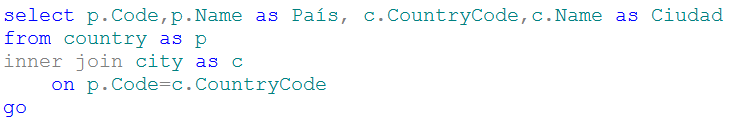 select p.Code,p.Name as País, c.CountryCode,c.Name as Ciudad
from country as p
inner join city as c
    on p.Code=c.CountryCode
go